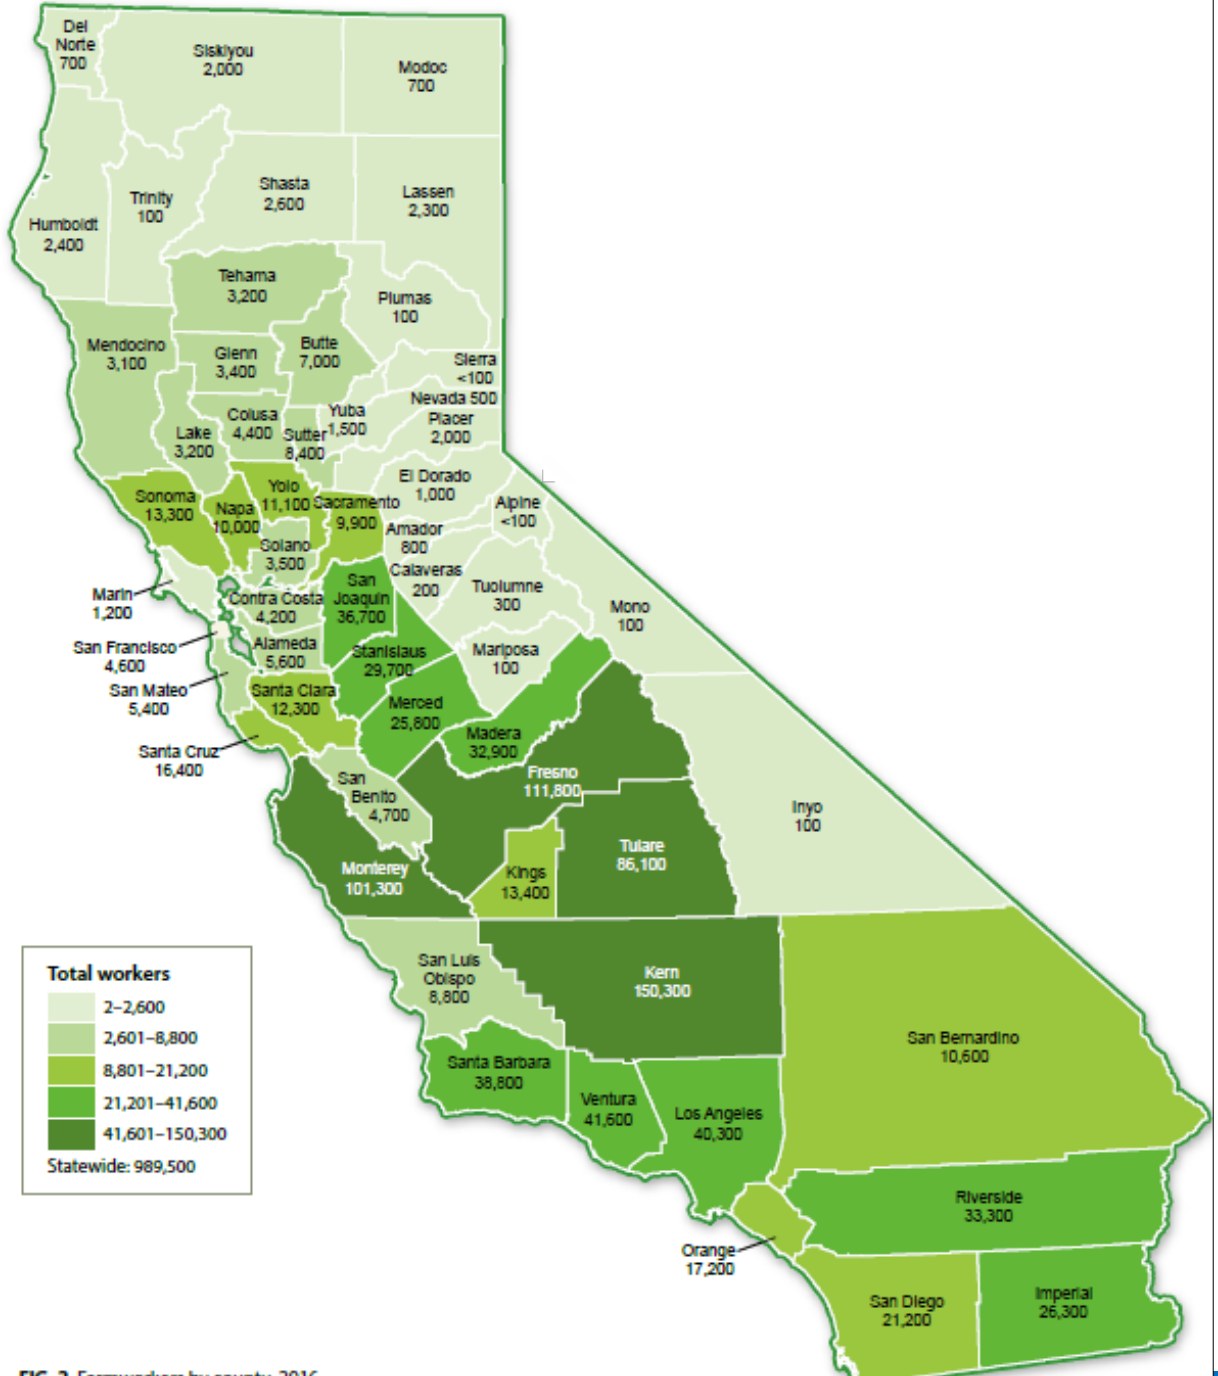 Del
Norte
700
Siskiyou
2,000
Modoc
700
Humboldt
2,400
Trinity
100
Shasta
2,600
Lassen
2,300
Tehama
3,200
Plumas
100
Mendocino
3,100
Glenn
3,400
Butte
7,000
Sierra
<100
Nevada 500
Lake
3,200
Colusa
4,400
Sutter
8,400
Yuba
1,500
Placer
2,000
Sonoma
13,300
Napa
10,000
Yolo
11,100
Sacramento
9,900
El Dorado
1,000
Alpine
<100
Amador
800
Solano
3,500
Marin
1,200
Contra Costa
4,200
San
Joaquin
36,700
Calaveras
200
Tuolumne
300
Mono
100
San Francisco
4,600
Alameda
5,600
Stanislaus
29,700
Mariposa
100
San Mateo
5,400
Santa Clara
12,300
Merced
25,800
Madera
32,900
Santa Cruz
16,400
San
Benito
4,700
Fresno
111,800
Inyo
100
Monterey
101,300
Kings
13,400
Tulare
86,100
San Luis
Obispo
8,800
Kern
150,300
San Bernardino
10,600
Santa Barbara
38,800
Ventura
41,600
Los Angeles
40,300
Riverside
33,300
Orange
17,200
San Diego
21,200
Imperial
26,300
Total workers
2–2,600
2,601–8,800
8,801–21,200
21,201–41,600
41,601–150,300
Statewide: 989,500
FIG. 2. Farmworkers by county, 2016